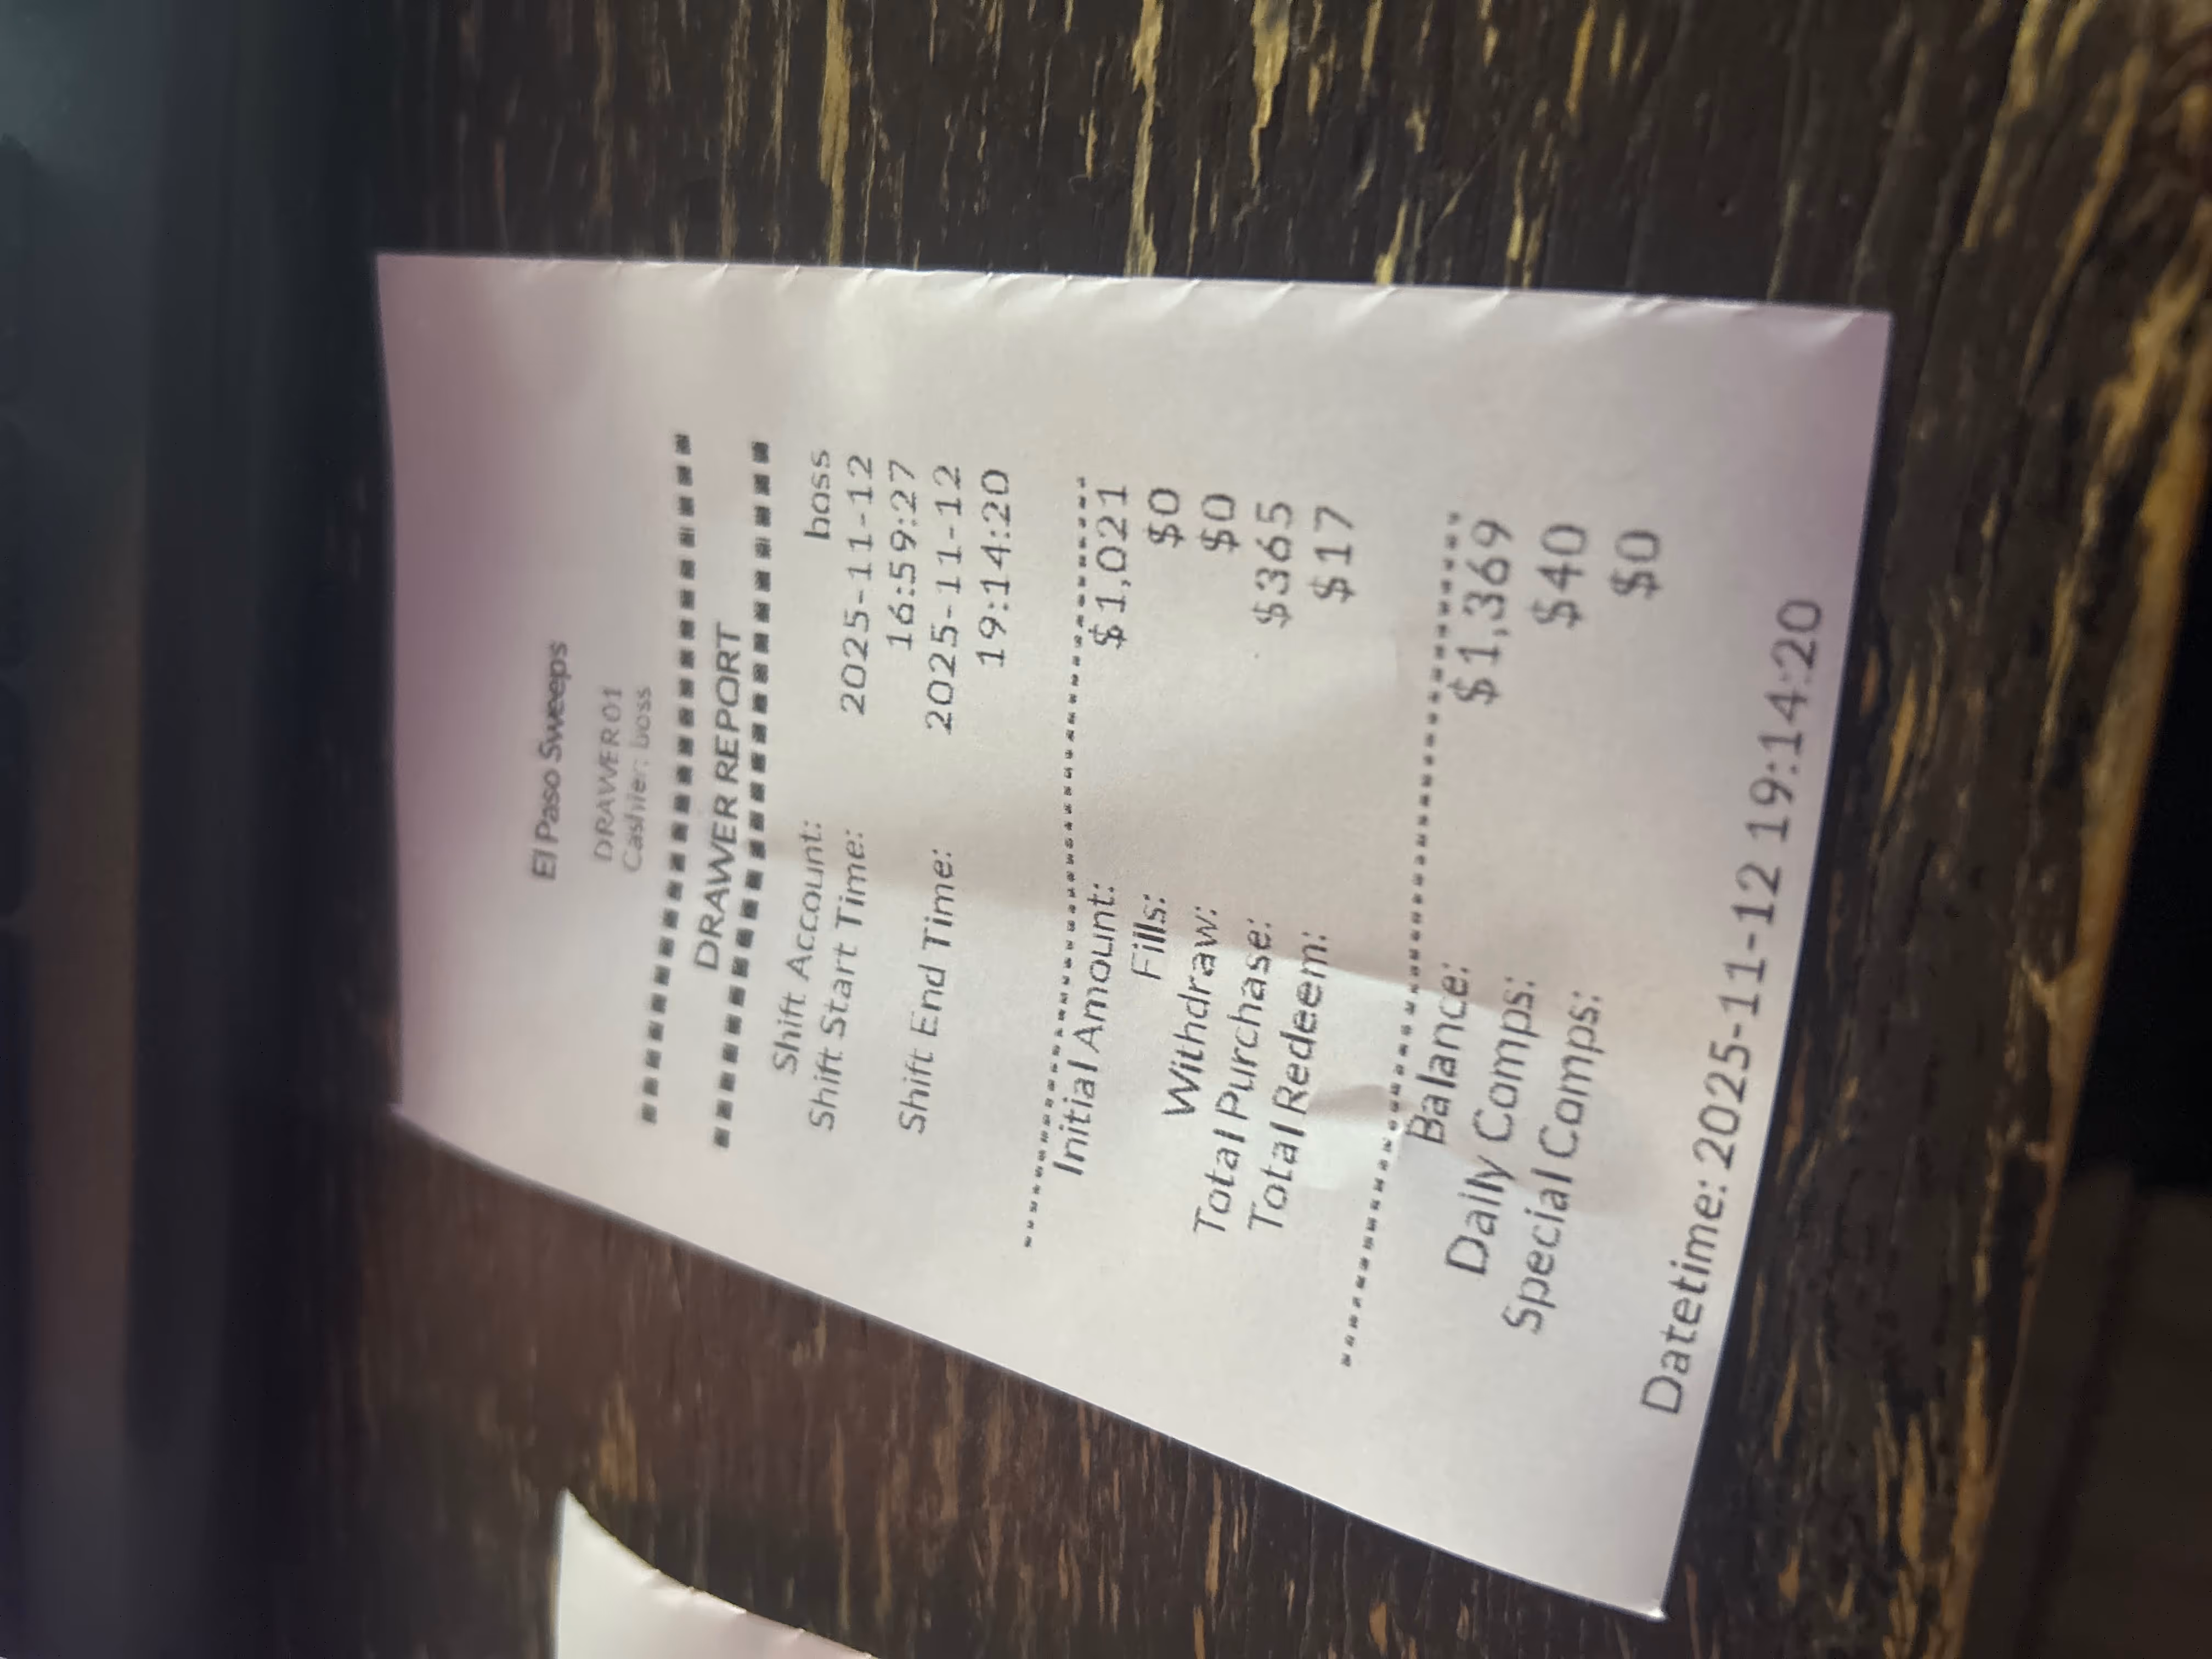 El Paso Sweeps
DRAWER01
Cashier: boss
DRAWER REPORT
Shift Account: boss
Shift Start Time: 2025-11-12
16:59:27
Shift End Time: 2025-11-12
19:14:20
Initial Amount: $1,021
Fills: $0
Withdraw: $0
Total Purchase: $365
Total Redeem: $17
Balance: $1,369
Daily Comps: $40
Special Comps: $0
Datetime: 2025-11-12 19:14:20